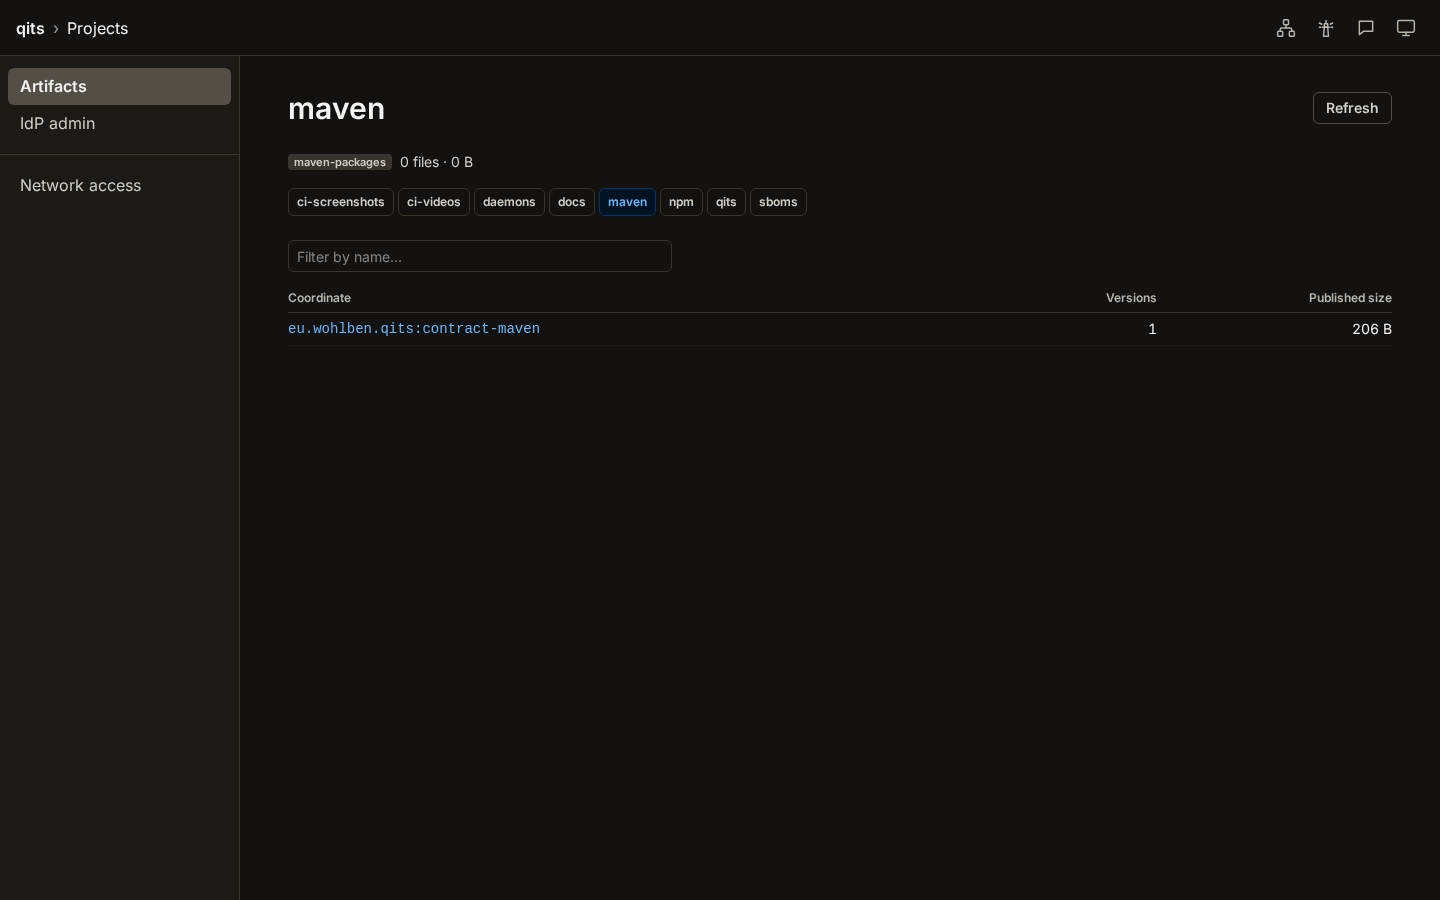 qits › Projects
Artifacts
IdP admin
Network access
maven
Refresh
maven-packages 0 files · 0 B
ci-screenshots ci-videos daemons docs maven npm qits sboms
Filter by name...
Coordinate Versions Published size
eu.wohlben.qits:contract-maven 1 206 B